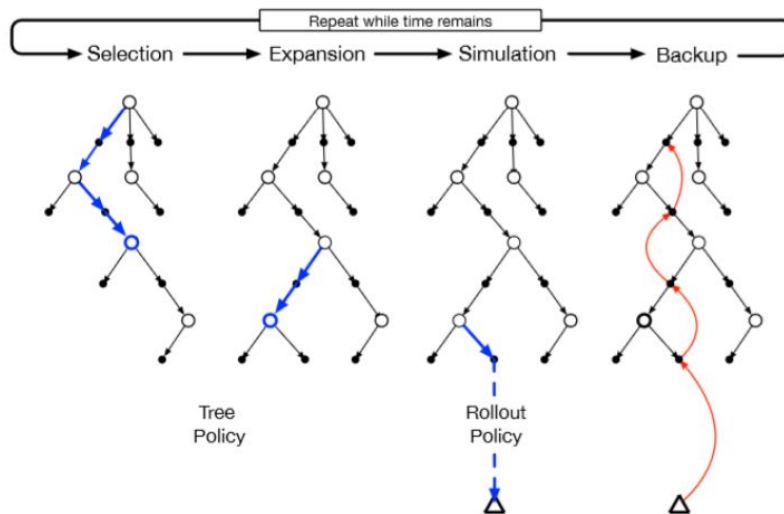 Repeat while time remains
Selection
Expansion
Simulation
Backup
Tree
Policy
Rollout
Policy